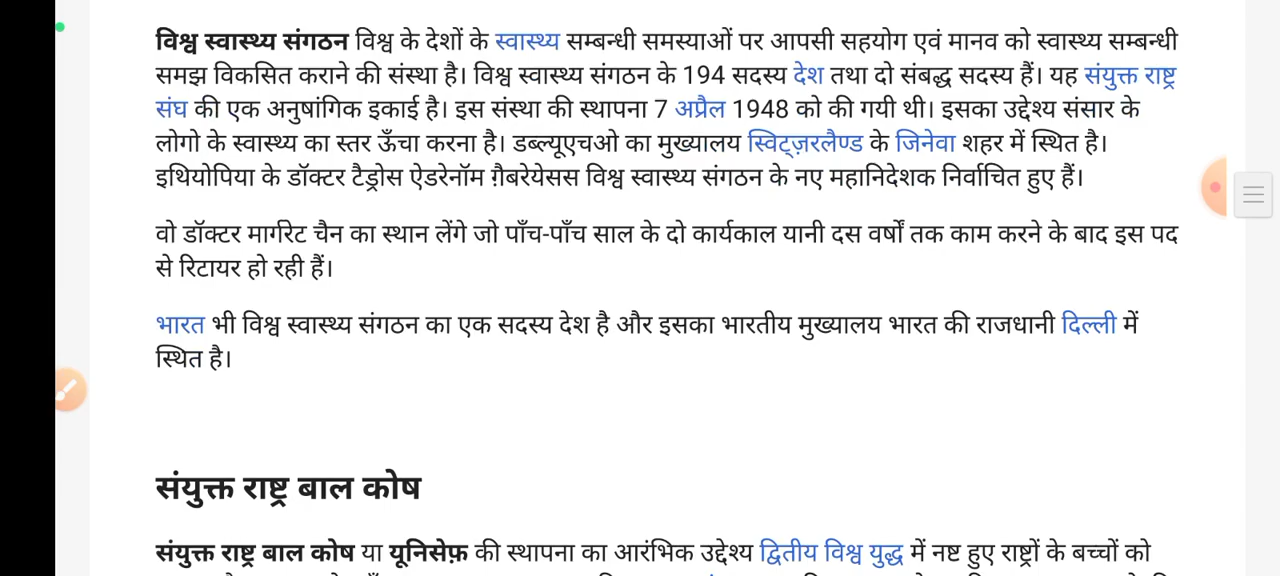 विश्व स्वास्थ्य संगठन विश्व के देशों के स्वास्थ्य सम्बन्धी समस्याओं पर आपसी सहयोग एवं मानव को स्वास्थ्य सम्बन्धी
समझ विकसित कराने की संस्था है। विश्व स्वास्थ्य संगठन के 194 सदस्य देश तथा दो संबद्ध सदस्य हैं। यह संयुक्त राष्ट्र
संघ की एक अनुषांगिक इकाई है। इस संस्था की स्थापना 7 अप्रैल 1948 को की गयी थी। इसका उद्देश्य संसार के
लोगो के स्वास्थ्य का स्तर ऊँचा करना है। डब्‍ल्‍यूएचओ का मुख्यालय स्विट्ज़रलैण्ड के जिनेवा शहर में स्थित है।
इथियोपिया के डॉक्टर टैड्रोस ऐडरेनॉम ग़ैबरेयेसस विश्व स्वास्थ्य संगठन के नए महानिदेशक निर्वाचित हुए हैं।
वो डॉक्टर मार्गरेट चैन का स्थान लेंगे जो पाँच-पाँच साल के दो कार्यकाल यानी दस वर्षों तक काम करने के बाद इस पद
से रिटायर हो रही हैं।
भारत भी विश्व स्वास्थ्य संगठन का एक सदस्य देश है और इसका भारतीय मुख्यालय भारत की राजधानी दिल्ली में
स्थित है।
संयुक्त राष्ट्र बाल कोष
संयुक्त राष्ट्र बाल कोष या यूनिसेफ़ की स्थापना का आरंभिक उद्देश्य द्वितीय विश्व युद्ध में नष्ट हुए राष्ट्रों के बच्चों को